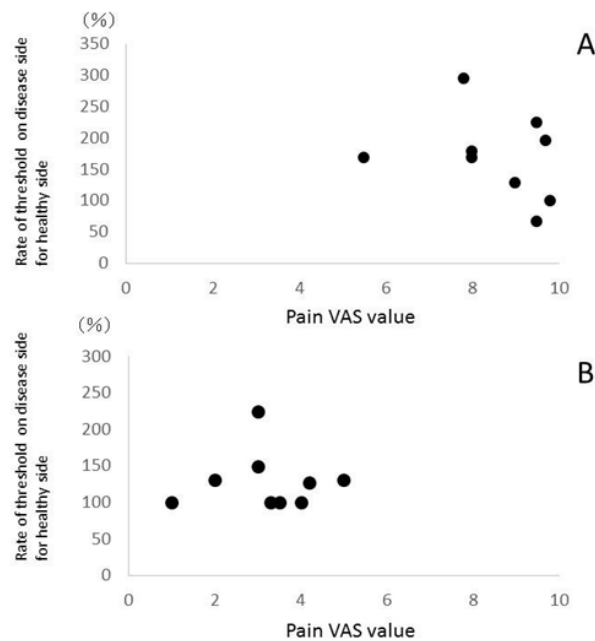 （%）
A
350
300
250
200
150
100
50
0
Rate of threshold on disease side
for healthy side
0 2 4 6 8 10
Pain VAS value
（%）
B
300
250
200
150
100
50
0
Rate of threshold on disease side
for healthy side
0 2 4 6 8 10
Pain VAS value